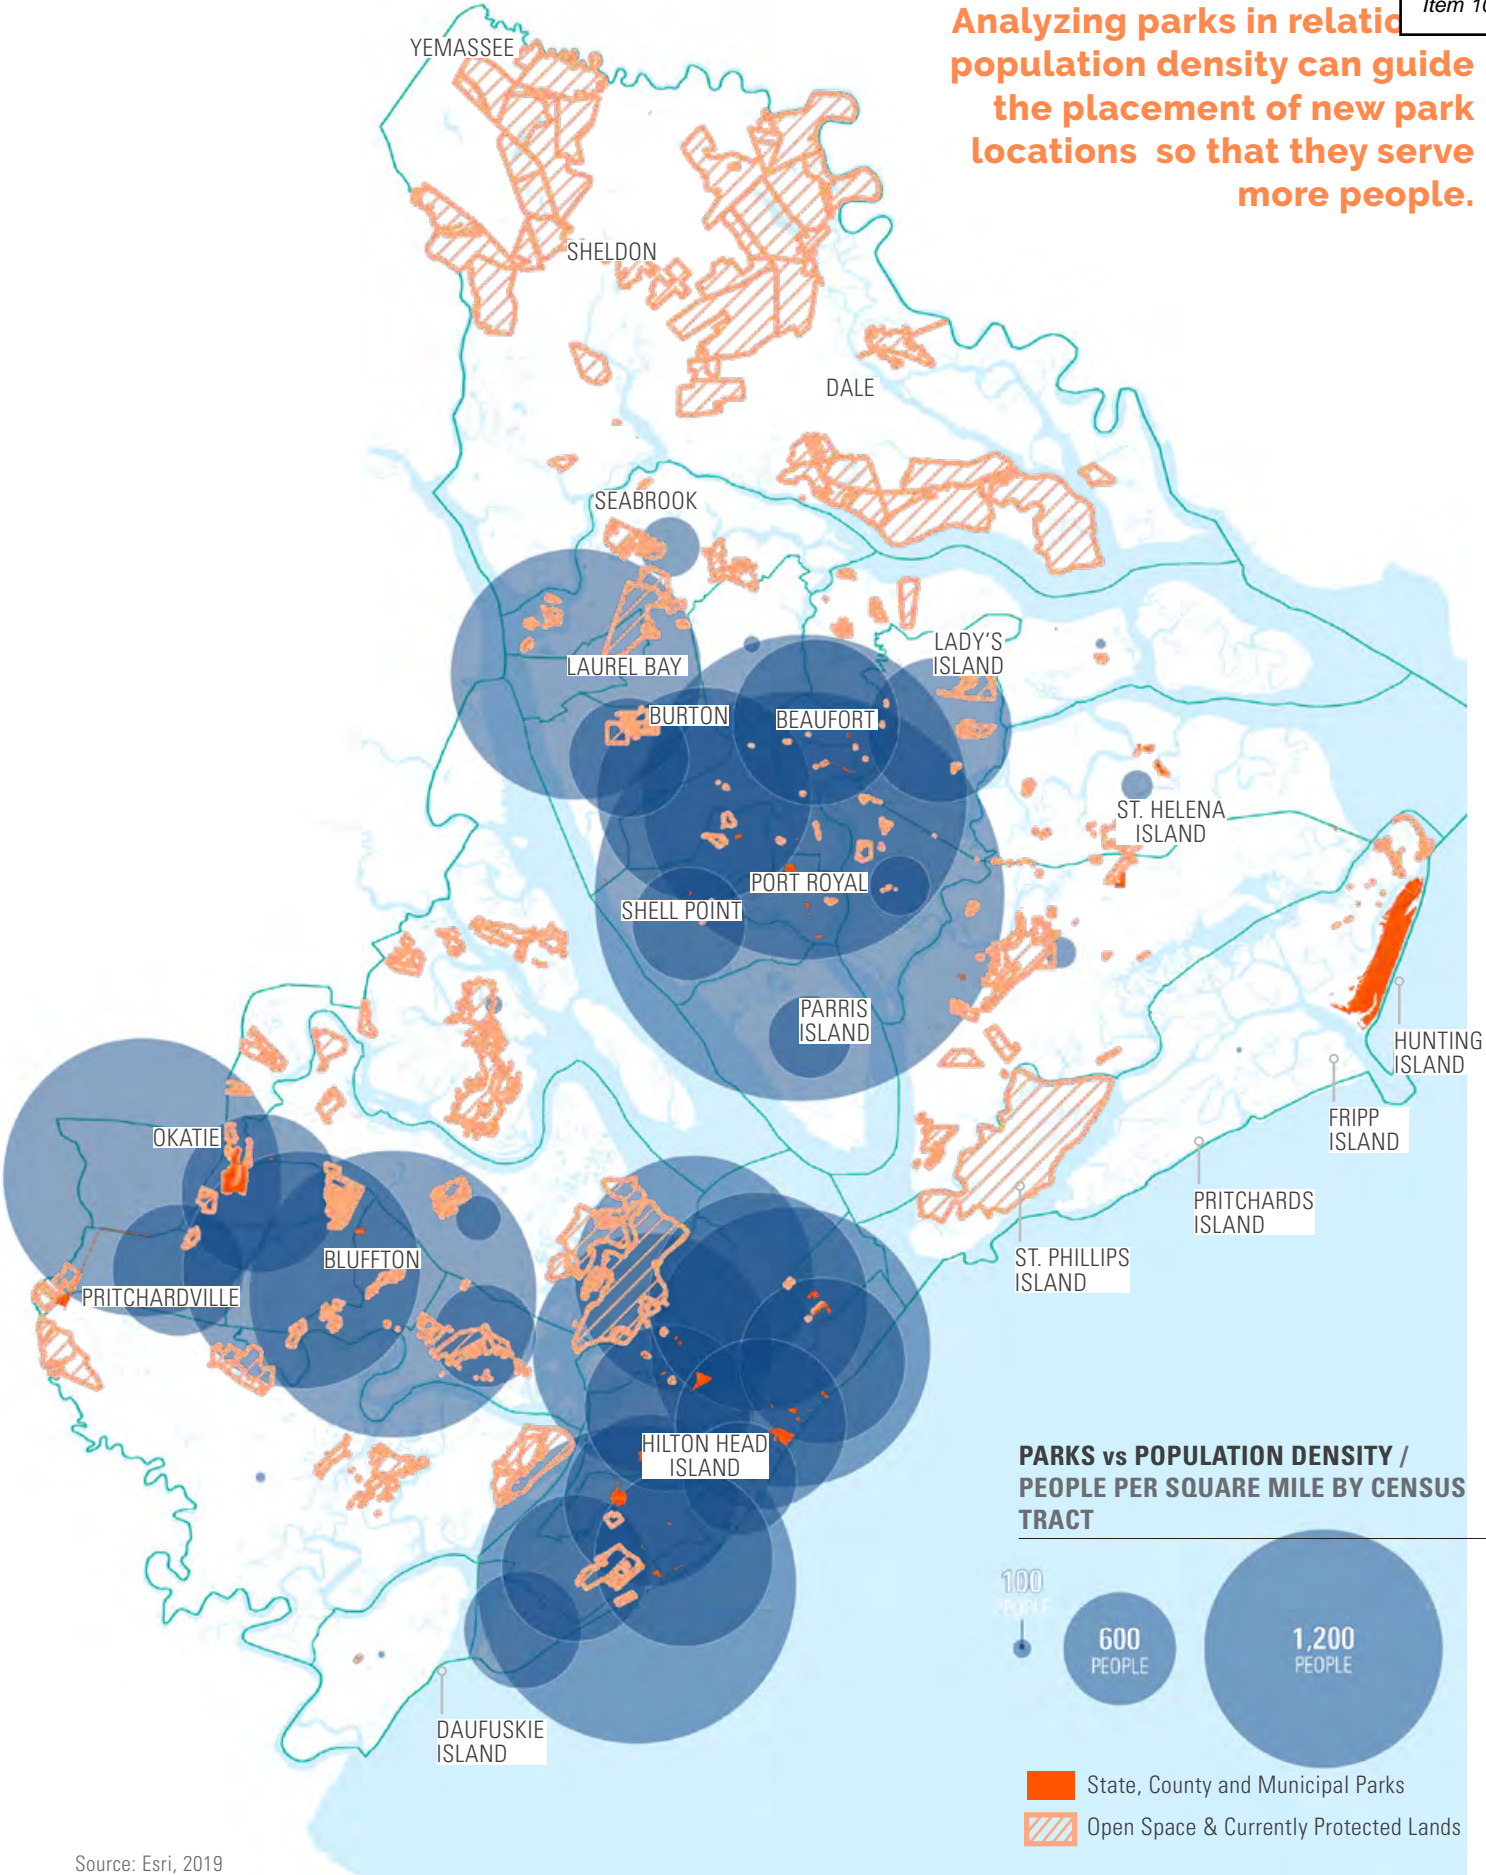 Item 10
Analyzing parks in relatio
population density can guide
the placement of new park
locations so that they serve
more people.
YEMASSEE
SHELDON
DALE
SEABROOK
LADY'S
ISLAND
LAUREL BAY
BURTON
BEAUFORT
ST. HELENA
ISLAND
PORT ROYAL
SHELL POINT
PARRIS
ISLAND
HUNTING
ISLAND
FRIPP
ISLAND
OKATIE
PRITCHARDS
ISLAND
BLUFFTON
ST. PHILLIPS
ISLAND
PRITCHARDVILLE
HILTON HEAD
ISLAND
DAUFUSKIE
ISLAND
PARKS vs POPULATION DENSITY /
PEOPLE PER SQUARE MILE BY CENSUS
TRACT
100
PEOPLE
600
PEOPLE
1,200
PEOPLE
State, County and Municipal Parks
Open Space & Currently Protected Lands
Source: Esri, 2019